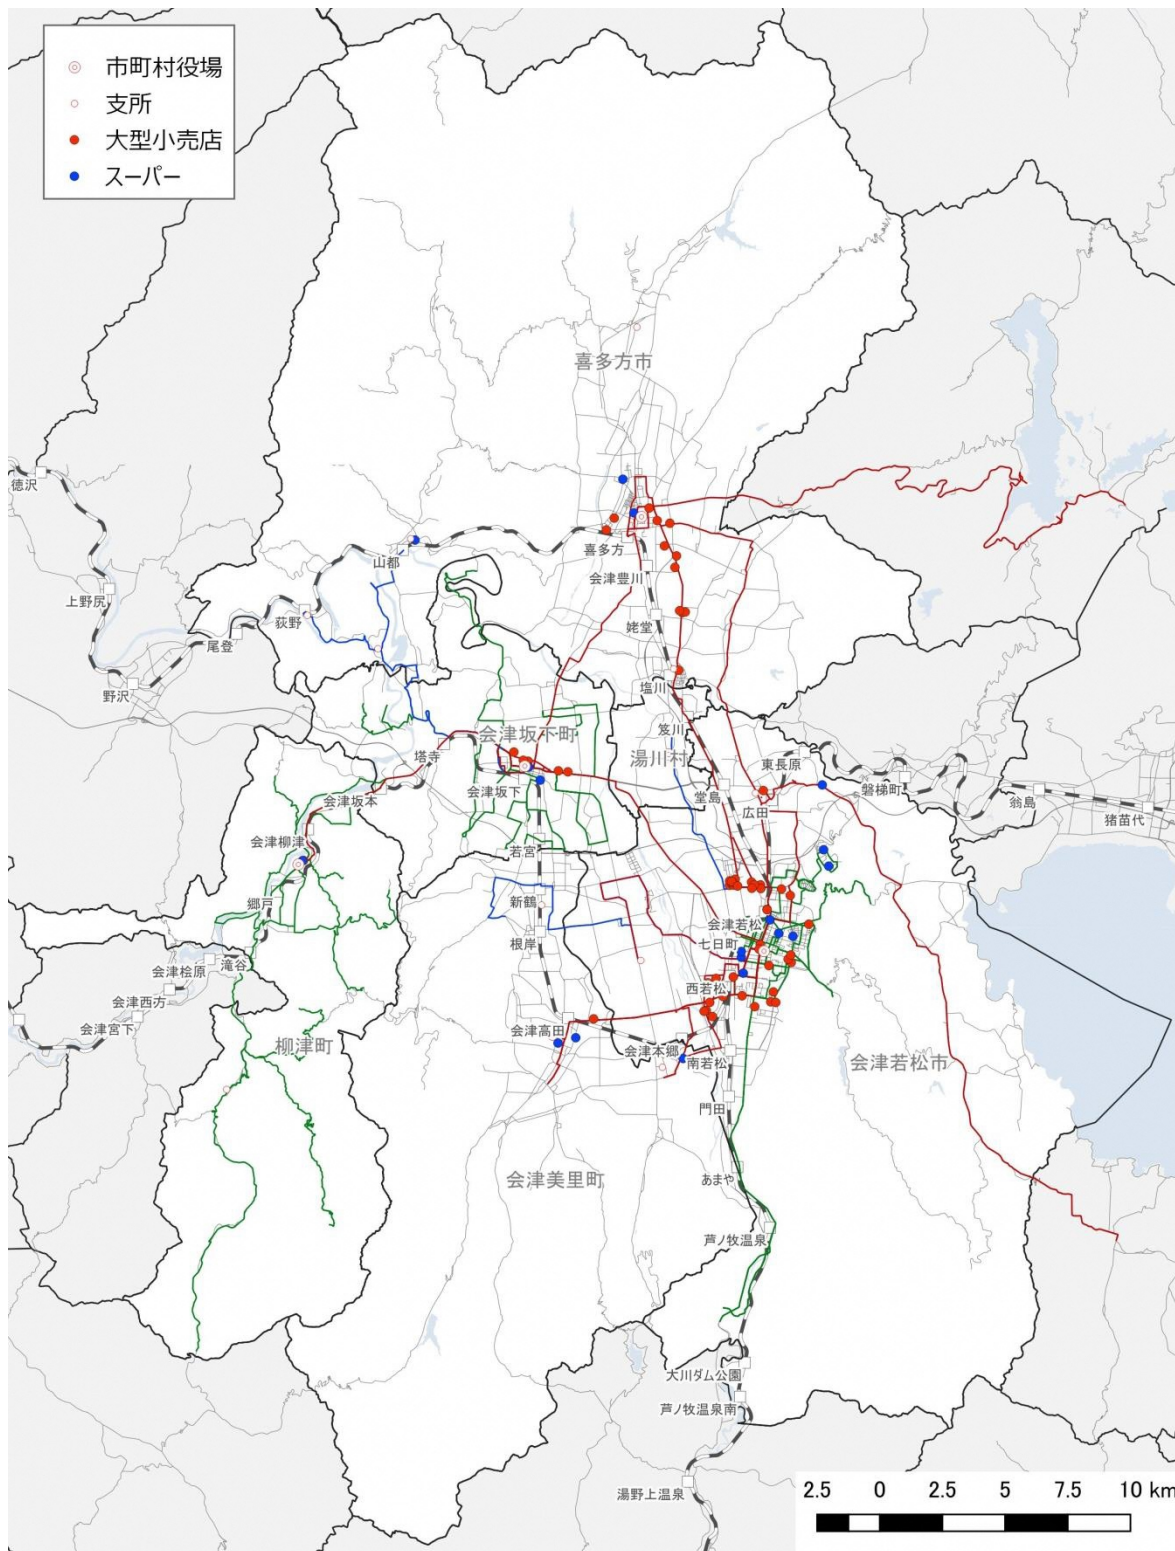 市町村役場
支所
大型小売店
スーパー
喜多方市
徳沢
山都
喜多方
会津豊川
上野尻
荻野
姥堂
尾登
野沢
塩川
笈川
会津坂下町
湯川村
東長原
塔寺
磐梯町
会津坂下
堂島
翁島
会津坂本
広田
猪苗代
会津柳津
若宮
郷戸
新鶴
会津若松
根岸
七日町
滝谷
会津桧原
西若松
会津西方
会津宮下
会津高田
柳津町
会津本郷
南若松
会津若松市
門田
会津美里町
あまや
芦ノ牧温泉
大川ダム公園
芦ノ牧温泉南
湯野上温泉
2.5 0 2.5 5 7.5 10 km